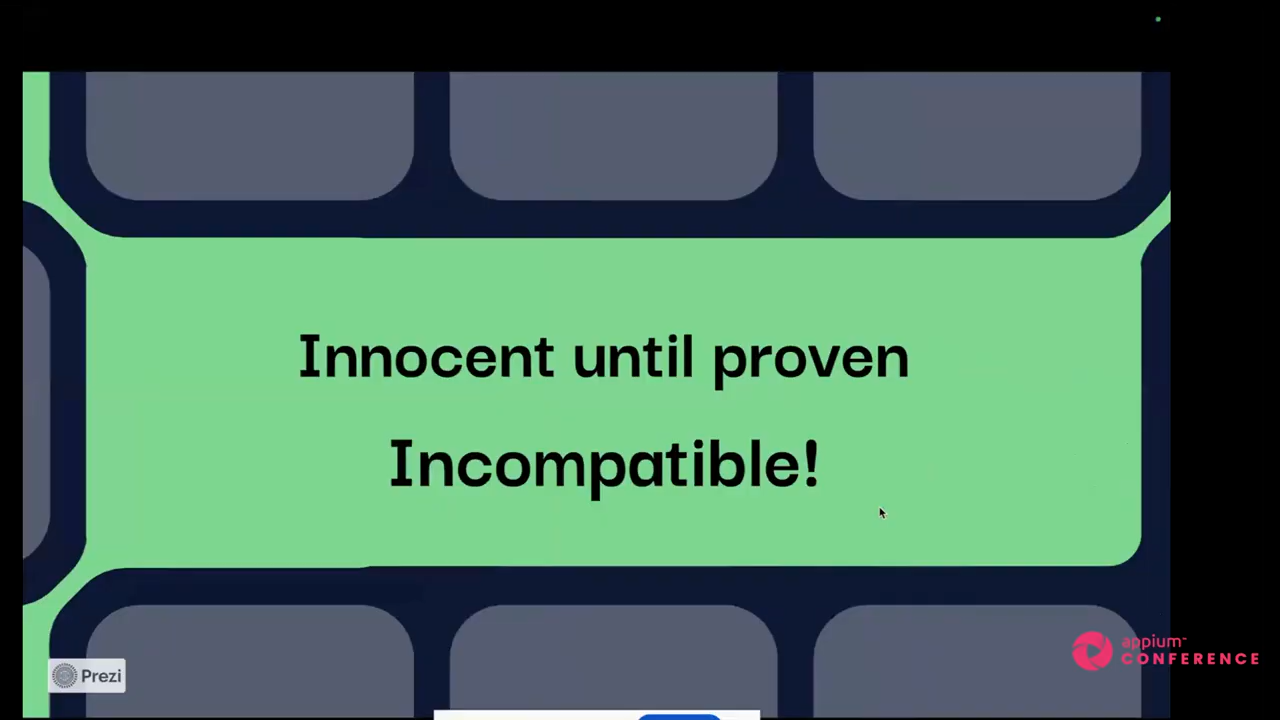 Innocent until proven
Incompatible!
Prezi
appium
CONFERENCE